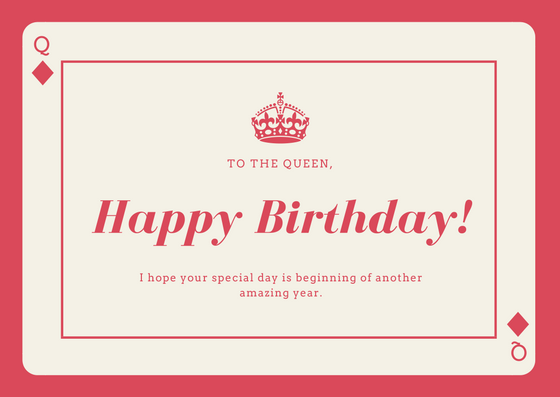 Q
TO THE QUEEN,
Happy Birthday!
I hope your special day is beginning of another
amazing year.
Q